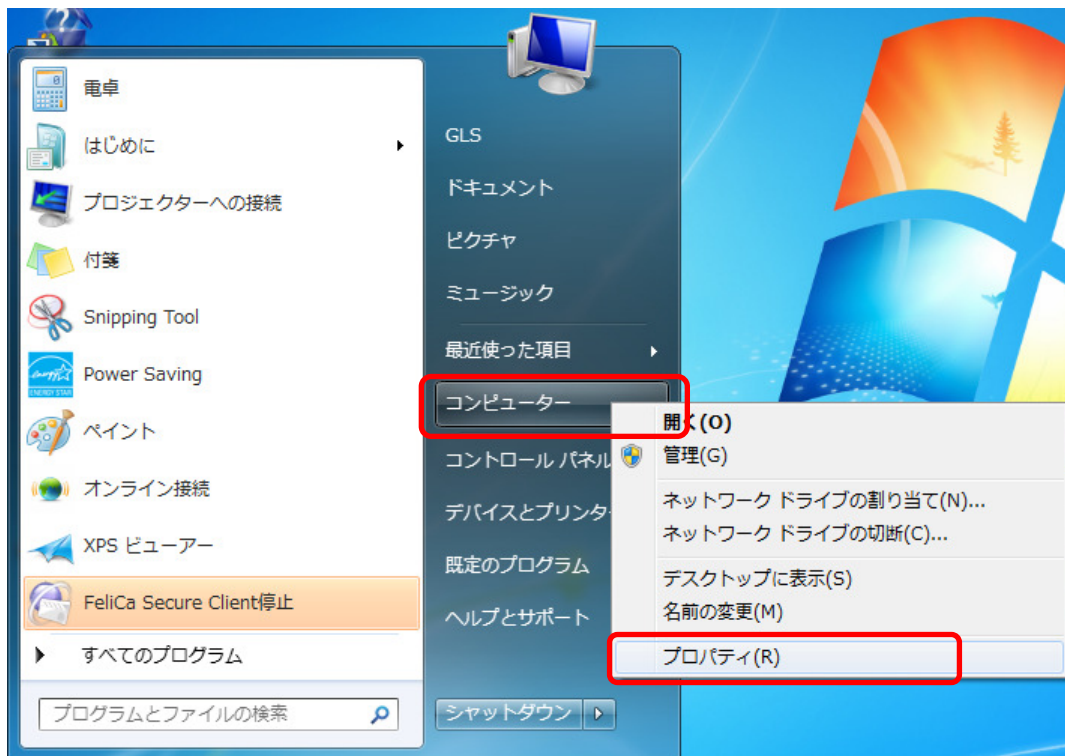 電卓
はじめに
プロジェクターへの接続
付箋
Snipping Tool
Power Saving
ENERGY STAR
ペイント
オンライン接続
XPS ビューアー
FeliCa Secure Client停止
すべてのプログラム
プログラムとファイルの検索
GLS
ドキュメント
ピクチャ
ミュージック
最近使った項目
コンピューター
コントロール パネル
デバイスとプリンタ
既定のプログラム
ヘルプとサポート
シャットダウン
開く(O)
管理(G)
ネットワーク ドライブの割り当て(N)...
ネットワーク ドライブの切断(C)...
デスクトップに表示(S)
名前の変更(M)
プロパティ(R)